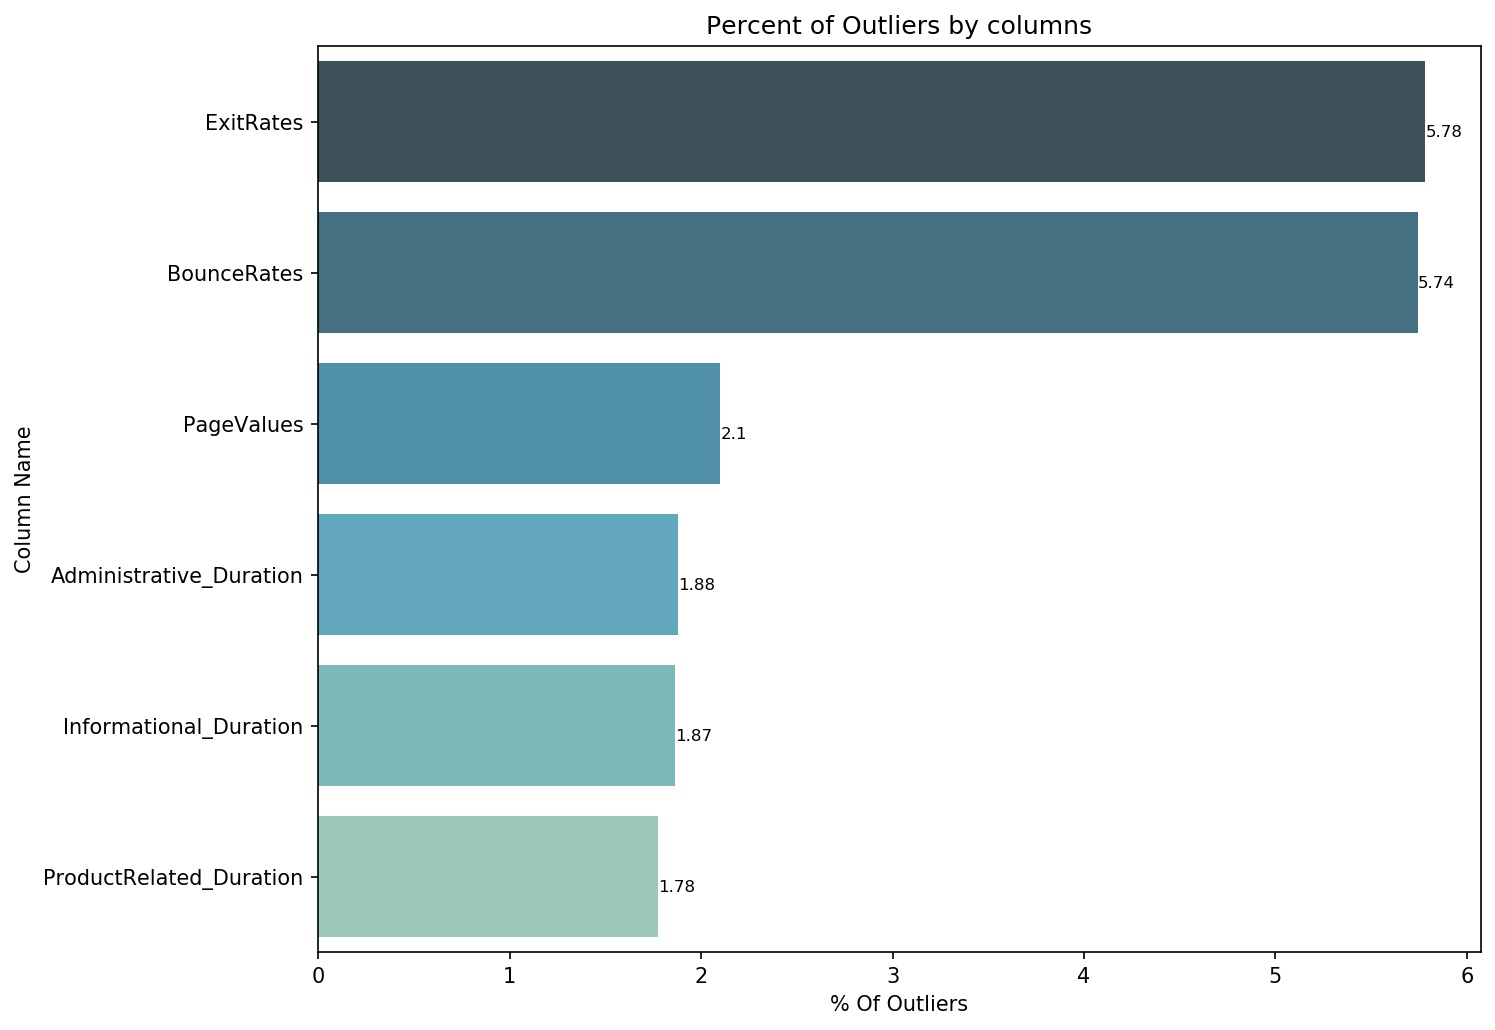 Percent of Outliers by columns
ExitRates
5.78
BounceRates
5.74
PageValues
2.1
Column Name
Administrative_Duration
1.88
Informational_Duration
1.87
ProductRelated_Duration
1.78
0 1 2 3 4 5 6
% Of Outliers